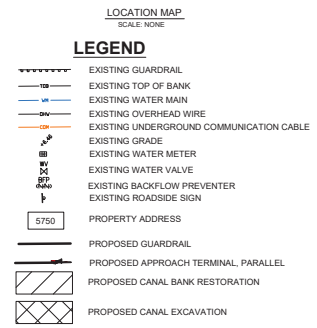 LOCATION MAP
SCALE: NONE
LEGEND
EXISTING GUARDRAIL
TOB EXISTING TOP OF BANK
WM EXISTING WATER MAIN
OHW EXISTING OVERHEAD WIRE
COM EXISTING UNDERGROUND COMMUNICATION CABLE
EXISTING GRADE
EXISTING WATER METER
WV EXISTING WATER VALVE
BFP EXISTING BACKFLOW PREVENTER
EXISTING ROADSIDE SIGN
5750 PROPERTY ADDRESS
PROPOSED GUARDRAIL
PROPOSED APPROACH TERMINAL, PARALLEL
PROPOSED CANAL BANK RESTORATION
PROPOSED CANAL EXCAVATION